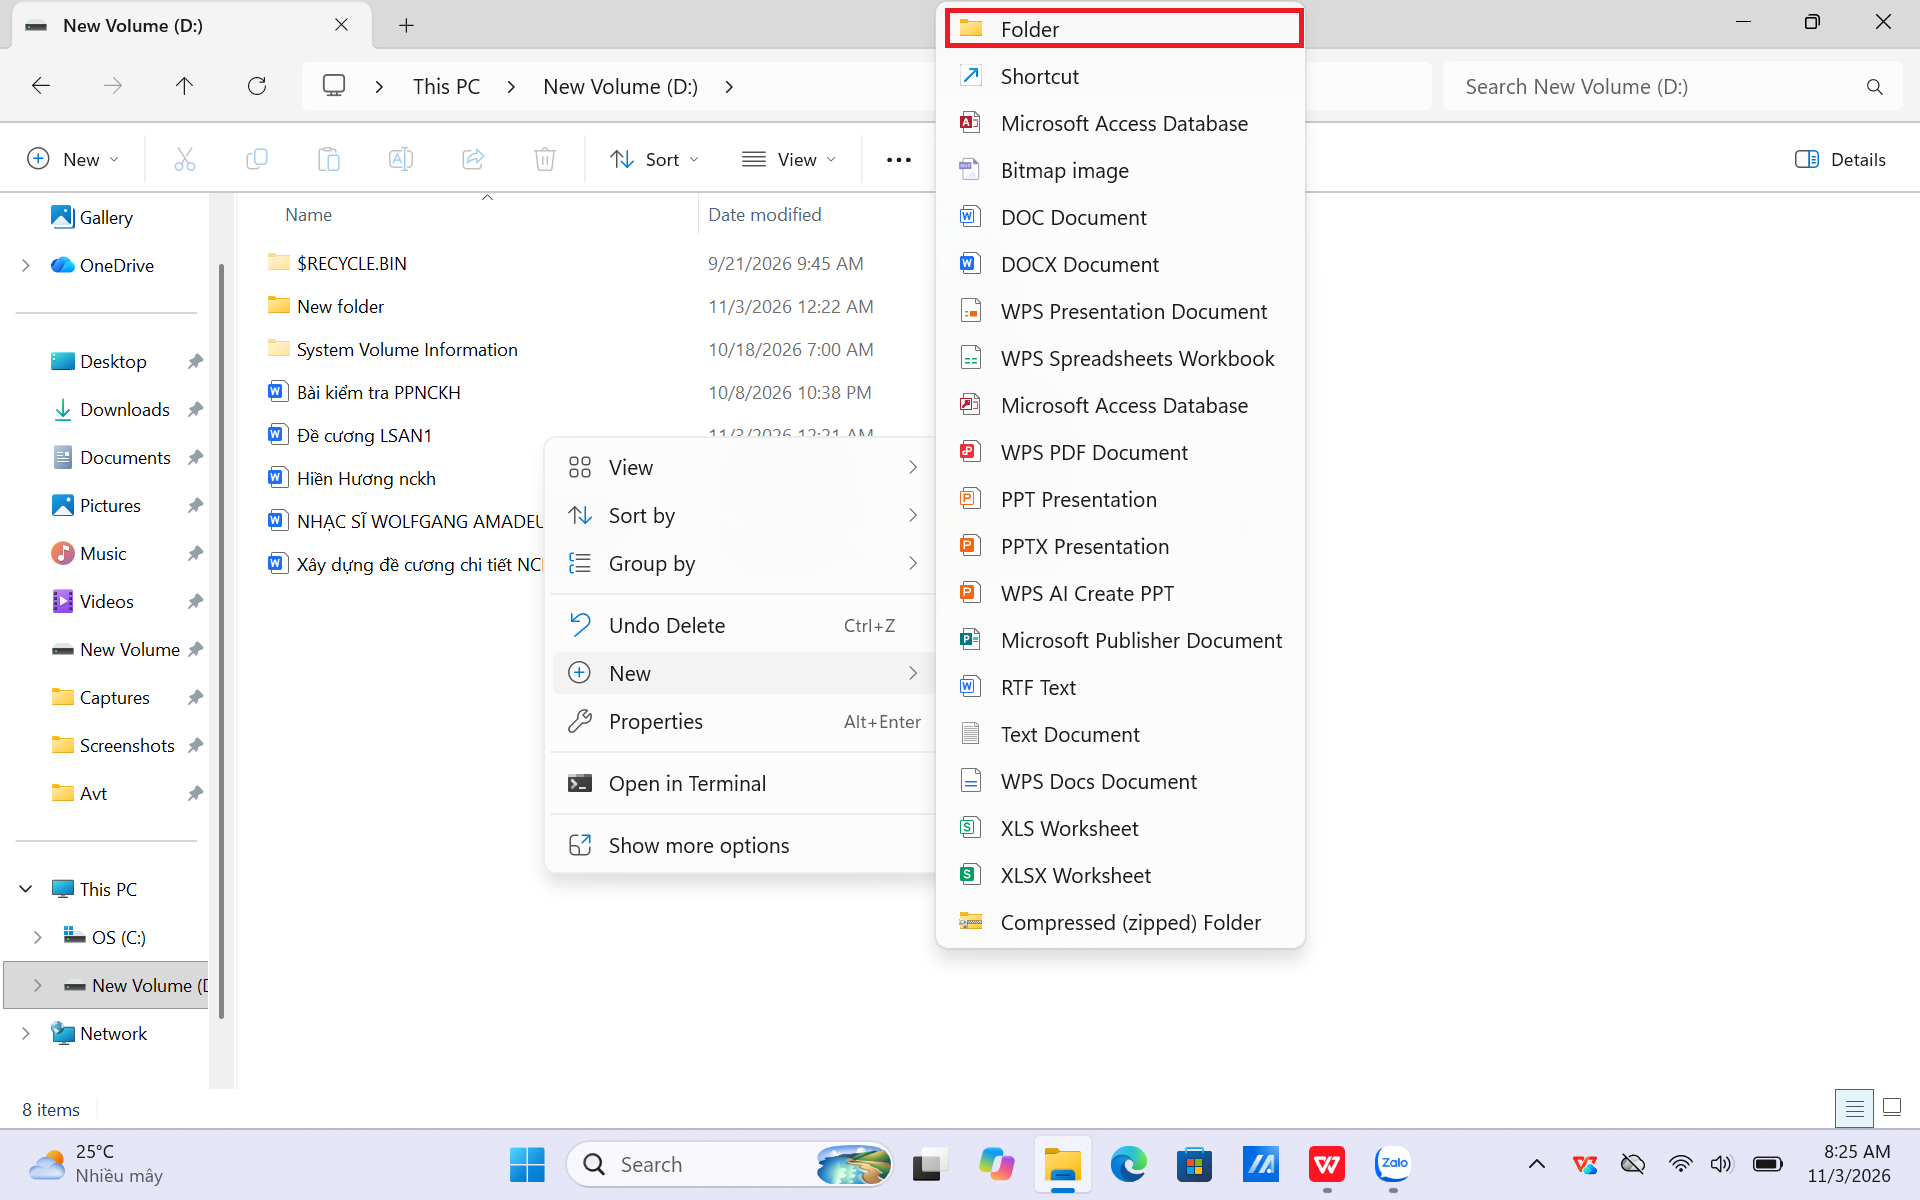 New Volume (D:)
This PC
New Volume (D:)
Search New Volume (D:)
New
Sort
View
Details
Gallery
OneDrive
Desktop
Downloads
Documents
Pictures
Music
Videos
New Volume
Captures
Screenshots
Avt
This PC
OS (C:)
New Volume (D
Network
Name
Date modified
$RECYCLE.BIN
9/21/2026 9:45 AM
New folder
11/3/2026 12:22 AM
System Volume Information
10/18/2026 7:00 AM
Bài kiểm tra PPNCKH
10/8/2026 10:38 PM
Đề cương LSAN1
11/3/2026 12:21 AM
Hiền Hương nckh
NHẠC SĨ WOLFGANG AMADEU
Xây dựng đề cương chi tiết NC
View
Sort by
Group by
Undo Delete Ctrl+Z
New
Properties Alt+Enter
Open in Terminal
Show more options
Folder
Shortcut
Microsoft Access Database
Bitmap image
DOC Document
DOCX Document
WPS Presentation Document
WPS Spreadsheets Workbook
Microsoft Access Database
WPS PDF Document
PPT Presentation
PPTX Presentation
WPS AI Create PPT
Microsoft Publisher Document
RTF Text
Text Document
WPS Docs Document
XLS Worksheet
XLSX Worksheet
Compressed (zipped) Folder
8 items
25°C
Nhiều mây
Search
Zalo
8:25 AM
11/3/2026